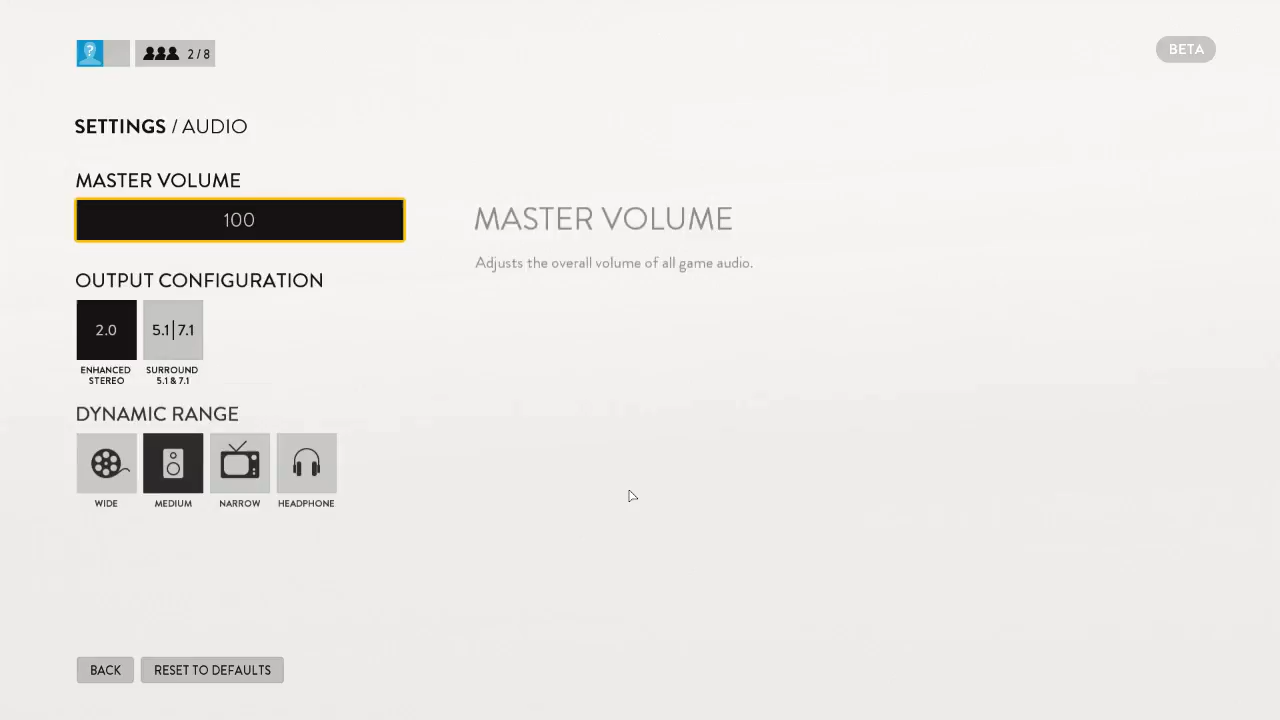 ?
2 / 8
BETA
SETTINGS / AUDIO
MASTER VOLUME
100
MASTER VOLUME
Adjusts the overall volume of all game audio.
OUTPUT CONFIGURATION
2.0
5.1|7.1
ENHANCED
STEREO
SURROUND
5.1 & 7.1
DYNAMIC RANGE
WIDE
MEDIUM
NARROW
HEADPHONE
BACK
RESET TO DEFAULTS